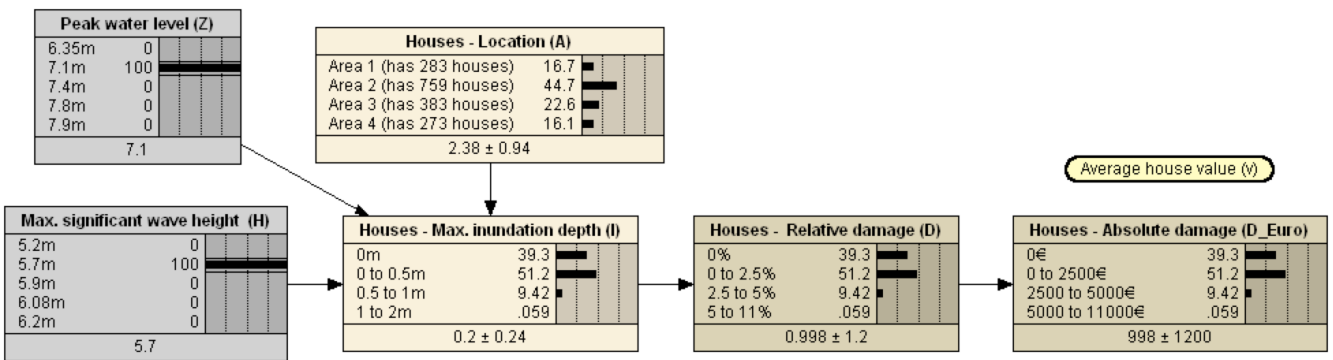 Peak water level (Z)
6.35m 0
7.1m 100
7.4m 0
7.8m 0
7.9m 0
7.1
Houses - Location (A)
Area 1 (has 283 houses) 16.7
Area 2 (has 759 houses) 44.7
Area 3 (has 383 houses) 22.6
Area 4 (has 273 houses) 16.1
2.38 ± 0.94
Average house value (v)
Max. significant wave height (H)
5.2m 0
5.7m 100
5.9m 0
6.08m 0
6.2m 0
5.7
Houses - Max. inundation depth (I)
0m 39.3
0 to 0.5m 51.2
0.5 to 1m 9.42
1 to 2m .059
0.2 ± 0.24
Houses - Relative damage (D)
0% 39.3
0 to 2.5% 51.2
2.5 to 5% 9.42
5 to 11% .059
0.998 ± 1.2
Houses - Absolute damage (D_Euro)
0€ 39.3
0 to 2500€ 51.2
2500 to 5000€ 9.42
5000 to 11000€ .059
998 ± 1200